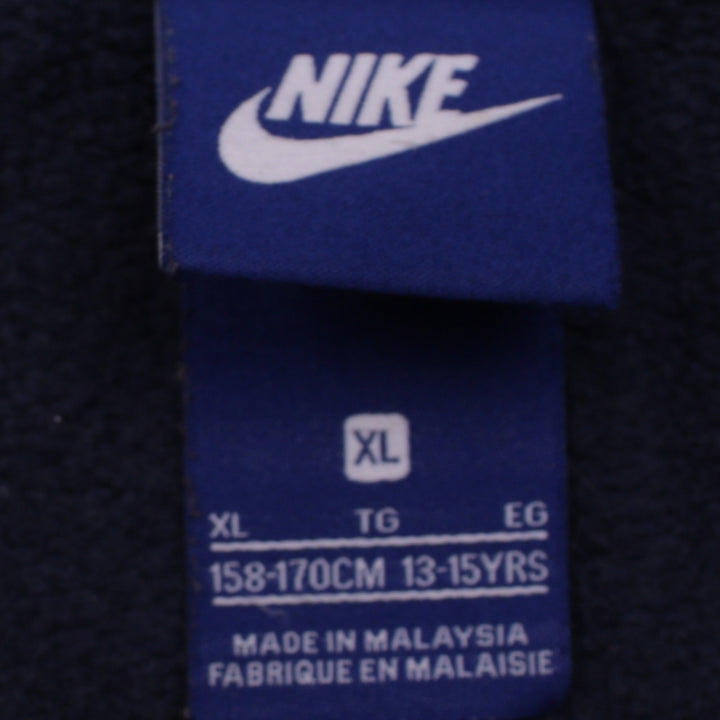 NIKE
XL
XL TG EG
158-170CM 13-15YRS
MADE IN MALAYSIA
FABRIQUE EN MALAISIE